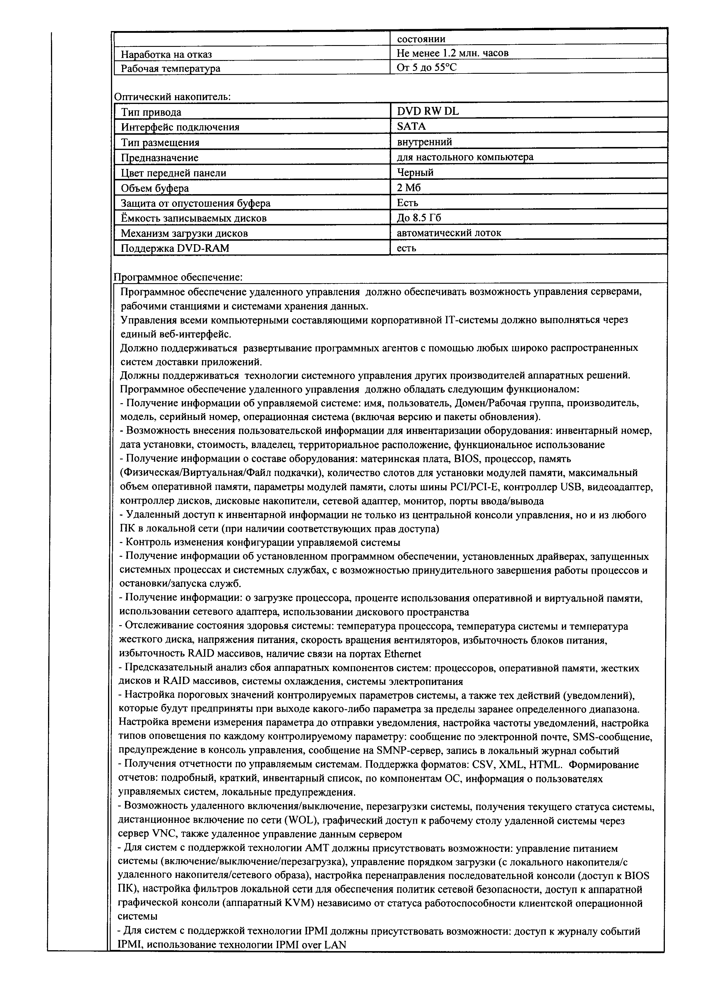 состоянии
Наработка на отказ Не менее 1.2 млн. часов
Рабочая температура От 5 до 55°С
Оптический накопитель:
Тип привода DVD RW DL
Интерфейс подключения SATA
Тип размещения внутренний
Предназначение для настольного компьютера
Цвет передней панели Черный
Объем буфера 2 Мб
Защита от опустошения буфера Есть
Ёмкость записываемых дисков До 8.5 Гб
Механизм загрузки дисков автоматический лоток
Поддержка DVD-RAM есть
Программное обеспечение:
Программное обеспечение удаленного управления должно обеспечивать возможность управления серверами,
рабочими станциями и системами хранения данных.
Управления всеми компьютерными составляющими корпоративной IT-системы должно выполняться через
единый веб-интерфейс.
Должно поддерживаться развертывание программных агентов с помощью любых широко распространенных
систем доставки приложений.
Должны поддерживаться технологии системного управления других производителей аппаратных решений.
Программное обеспечение удаленного управления должно обладать следующим функционалом:
- Получение информации об управляемой системе: имя, пользователь, Домен/Рабочая группа, производитель,
модель, серийный номер, операционная система (включая версию и пакеты обновления).
- Возможность внесения пользовательской информации для инвентаризации оборудования: инвентарный номер,
дата установки, стоимость, владелец, территориальное расположение, функциональное использование
- Получение информации о составе оборудования: материнская плата, BIOS, процессор, память
(Физическая/Виртуальная/Файл подкачки), количество слотов для установки модулей памяти, максимальный
объем оперативной памяти, параметры модулей памяти, слоты шины PCI/PCI-E, контроллер USB, видеоадаптер,
контроллер дисков, дисковые накопители, сетевой адаптер, монитор, порты ввода/вывода
- Удаленный доступ к инвентарной информации не только из центральной консоли управления, но и из любого
ПК в локальной сети (при наличии соответствующих прав доступа)
- Контроль изменения конфигурации управляемой системы
- Получение информации об установленном программном обеспечении, установленных драйверах, запущенных
системных процессах и системных службах, с возможностью принудительного завершения работы процессов и
остановки/запуска служб.
- Получение информации: о загрузке процессора, проценте использования оперативной и виртуальной памяти,
использовании сетевого адаптера, использовании дискового пространства
- Отслеживание состояния здоровья системы: температура процессора, температура системы и температура
жесткого диска, напряжения питания, скорость вращения вентиляторов, избыточность блоков питания,
избыточность RAID массивов, наличие связи на портах Ethernet
- Предсказательный анализ сбоя аппаратных компонентов систем: процессоров, оперативной памяти, жестких
дисков и RAID массивов, системы охлаждения, системы электропитания
- Настройка пороговых значений контролируемых параметров системы, а также тех действий (уведомлений),
которые будут предприняты при выходе какого-либо параметра за пределы заранее определенного диапазона.
Настройка времени измерения параметра до отправки уведомления, настройка частоты уведомлений, настройка
типов оповещения по каждому контролируемому параметру: сообщение по электронной почте, SMS-сообщение,
предупреждение в консоль управления, сообщение на SMNP-сервер, запись в локальный журнал событий
- Получения отчетности по управляемым системам. Поддержка форматов: CSV, XML, HTML. Формирование
отчетов: подробный, краткий, инвентарный список, по компонентам ОС, информация о пользователях
управляемых систем, локальные предупреждения.
- Возможность удаленного включения/выключение, перезагрузки системы, получения текущего статуса системы,
дистанционное включение по сети (WOL), графический доступ к рабочему столу удаленной системы через
сервер VNC, также удаленное управление данным сервером
- Для систем с поддержкой технологии AMT должны присутствовать возможности: управление питанием
системы (включение/выключение/перезагрузка), управление порядком загрузки (с локального накопителя/с
удаленного накопителя/сетевого образа), настройка перенаправления последовательной консоли (доступ к BIOS
ПК), настройка фильтров локальной сети для обеспечения политик сетевой безопасности, доступ к аппаратной
графической консоли (аппаратный KVM) независимо от статуса работоспособности клиентской операционной
системы
- Для систем с поддержкой технологии IPMI должны присутствовать возможности: доступ к журналу событий
IPMI, использование технологии IPMI over LAN